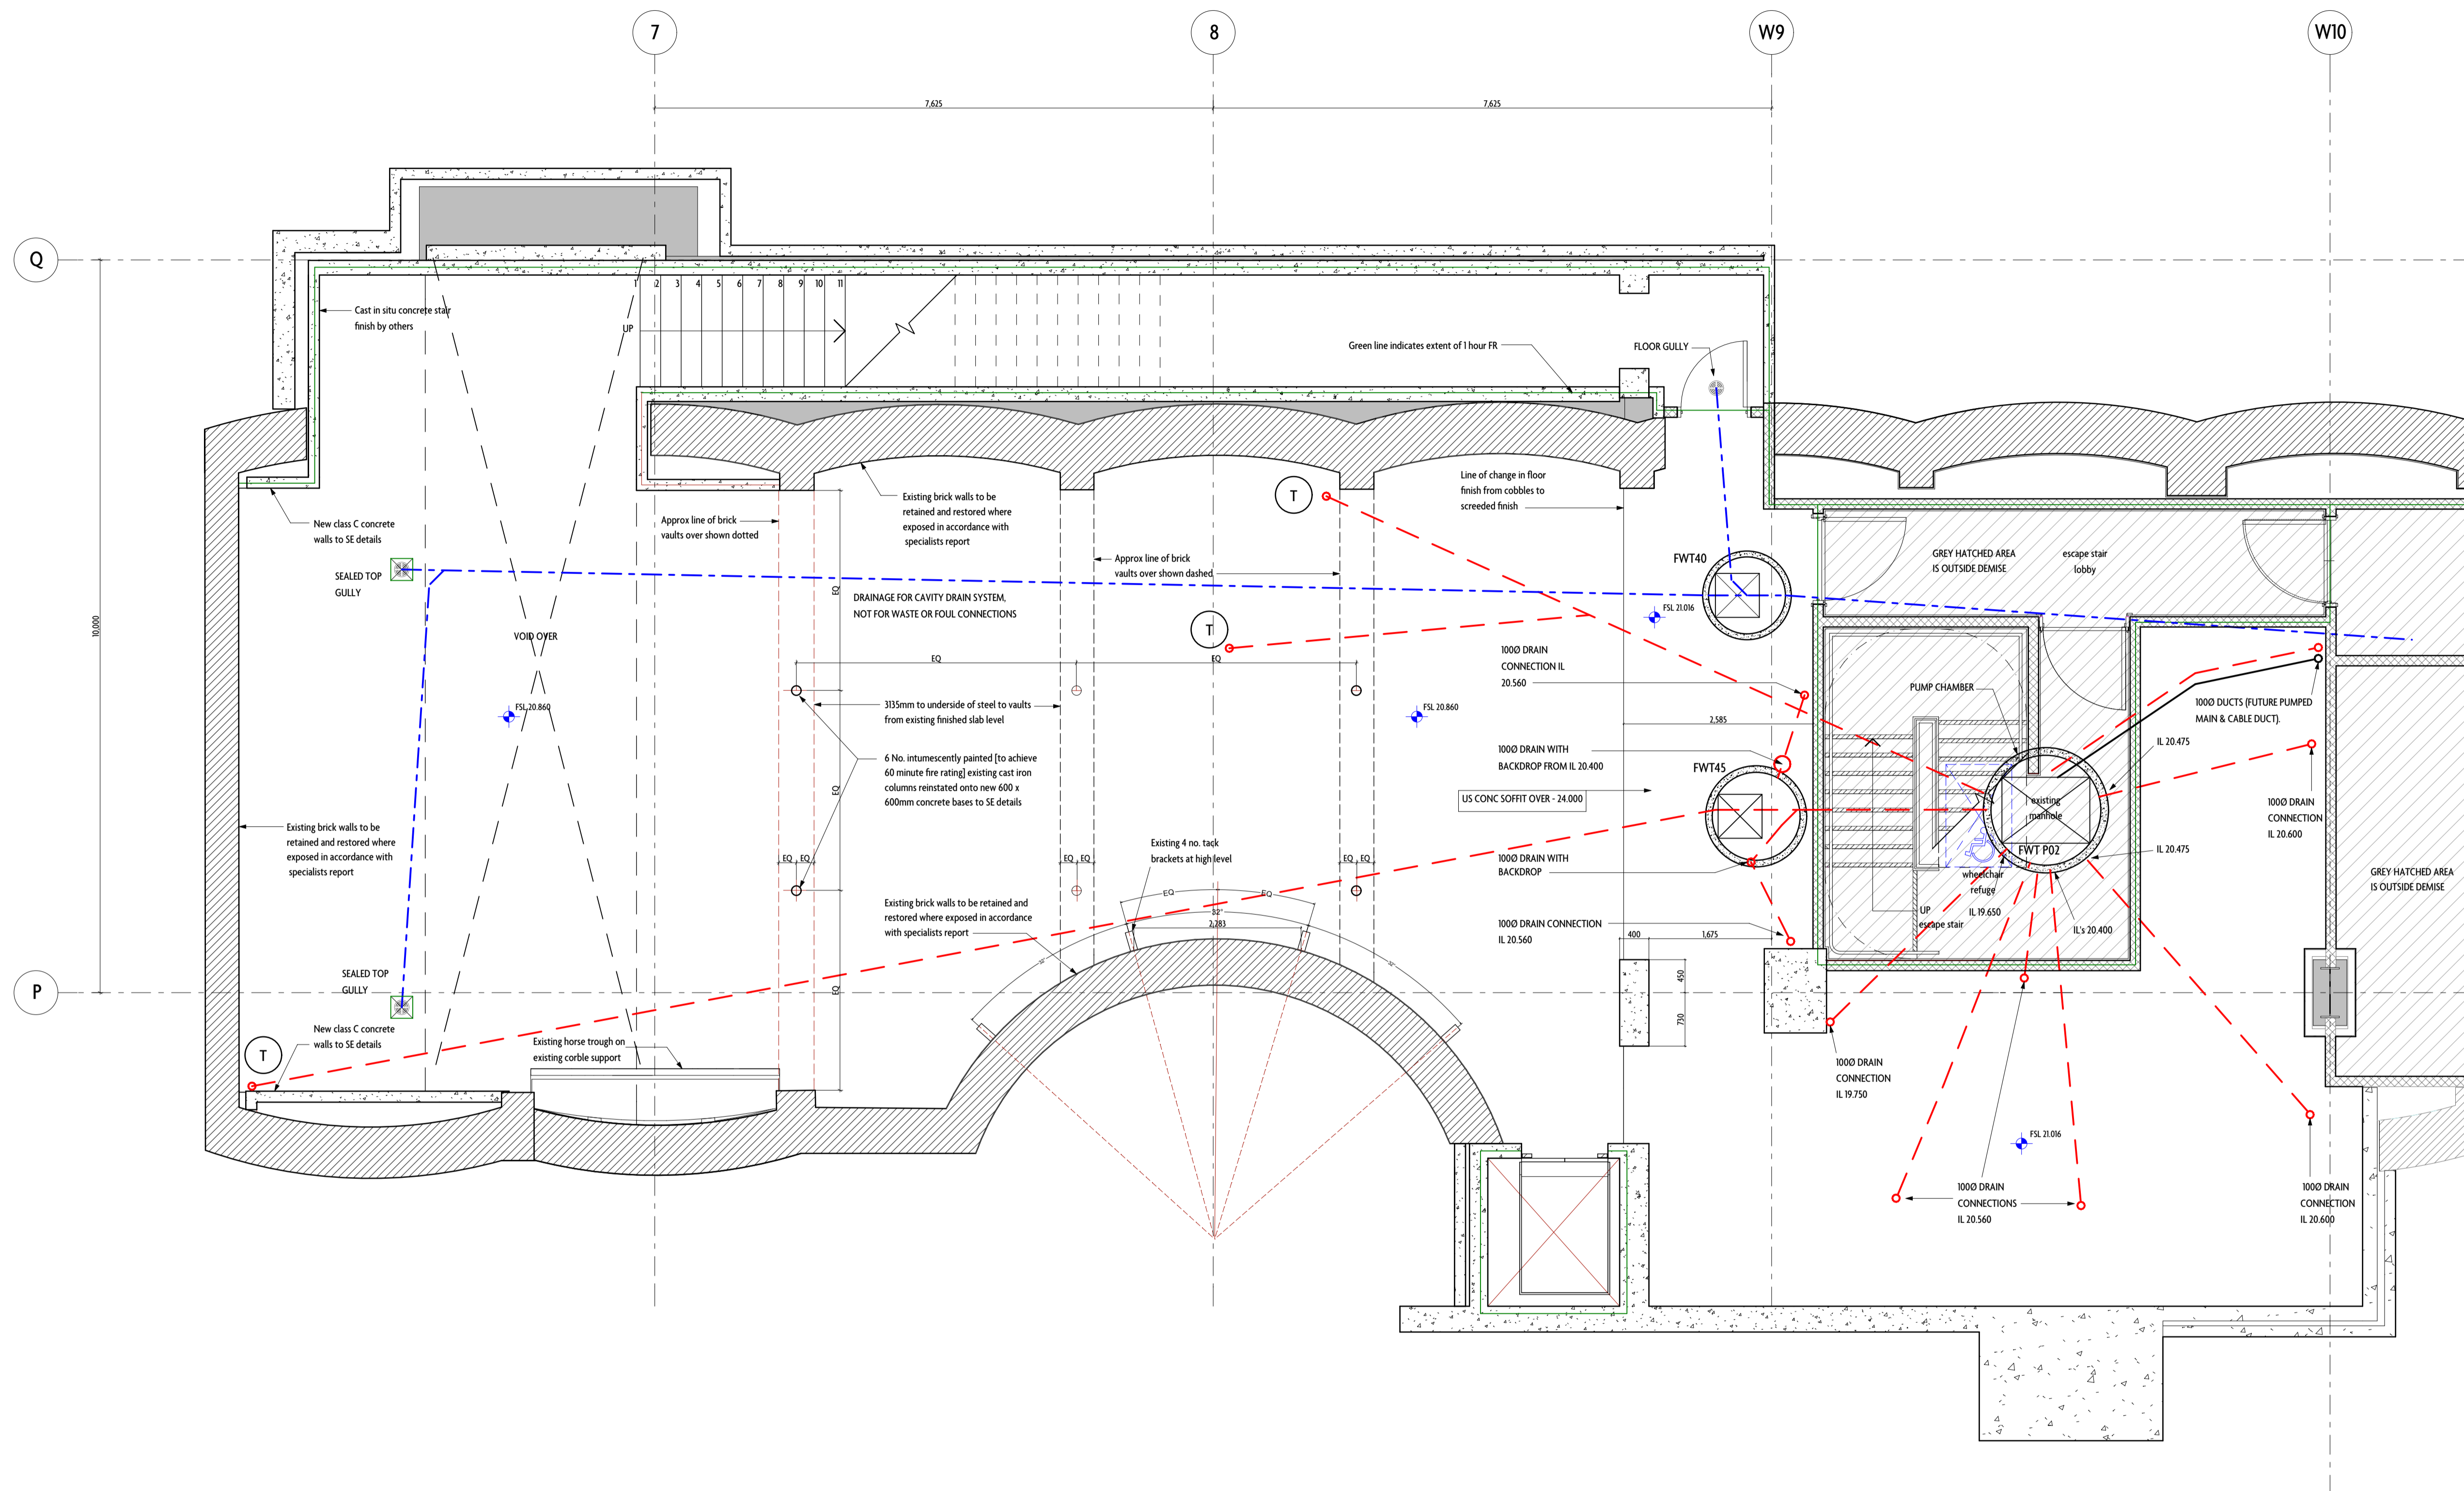 7
8
W9
W10
7,625
7,625
Q
1
2
3
4
5
6
7
8
9
10
11
Cast in situ concrete stair
finish by others
UP
Green line indicates extent of 1 hour FR
FLOOR GULLY
Line of change in floor
finish from cobbles to
screeded finish
T
Existing brick walls to be
retained and restored where
exposed in accordance with
specialists report
Approx line of brick
vaults over shown dotted
New class C concrete
walls to SE details
Approx line of brick
vaults over shown dashed
FWT40
GREY HATCHED AREA
IS OUTSIDE DEMISE
escape stair
lobby
SEALED TOP
GULLY
EQ
DRAINAGE FOR CAVITY DRAIN SYSTEM,
NOT FOR WASTE OR FOUL CONNECTIONS
FSL 21.016
10,000
T
VOID OVER
EQ
EQ
100Ø DRAIN
CONNECTION IL
20.560
PUMP CHAMBER
100Ø DUCTS (FUTURE PUMPED
MAIN & CABLE DUCT).
FSL 20.860
3135mm to underside of steel to vaults
from existing finished slab level
FSL 20.860
2,585
IL 20.475
6 No. intumescently painted [to achieve
60 minute fire rating] existing cast iron
columns reinstated onto new 600 x
600mm concrete bases to SE details
EQ
100Ø DRAIN WITH
BACKDROP FROM IL 20.400
FWT45
US CONC SOFFIT OVER - 24.000
existing
manhole
100Ø DRAIN
CONNECTION
IL 20.600
Existing brick walls to be
retained and restored where
exposed in accordance with
specialists report
Existing 4 no. tack
brackets at high level
EQ
EQ
EQ
EQ
EQ
EQ
100Ø DRAIN WITH
BACKDROP
FWT P02
IL 20.475
wheelchair
refuge
GREY HATCHED AREA
IS OUTSIDE DEMISE
EQ
EQ
32°
2,283
Existing brick walls to be retained and
restored where exposed in accordance
with specialists report
100Ø DRAIN CONNECTION
IL 20.560
UP
escape stair
IL 19.650
IL's 20.400
400
1,675
450
730
P
SEALED TOP
GULLY
EQ
New class C concrete
walls to SE details
T
Existing horse trough on
existing corble support
100Ø DRAIN
CONNECTION
IL 19.750
FSL 21.016
100Ø DRAIN
CONNECTIONS
IL 20.560
100Ø DRAIN
CONNECTION
IL 20.600